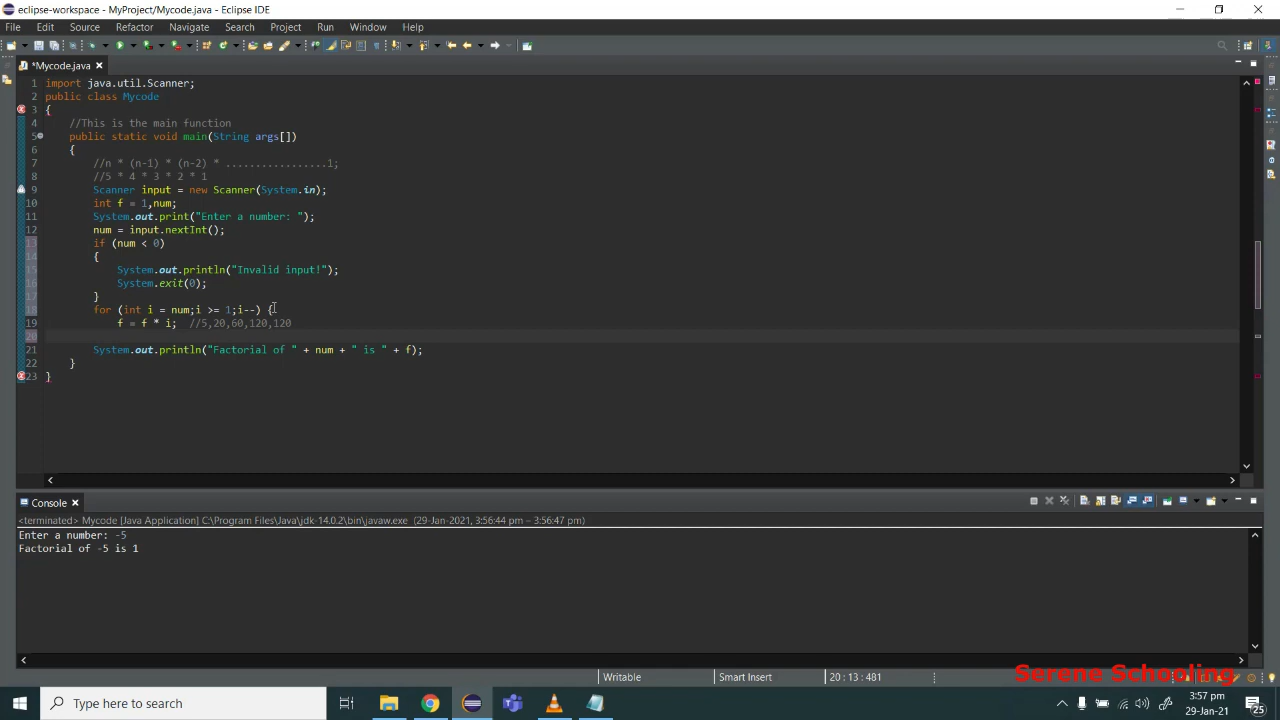 eclipse-workspace - MyProject/Mycode.java - Eclipse IDE
File Edit Source Refactor Navigate Search Project Run Window Help
*Mycode.java
1 import java.util.Scanner;
2 public class Mycode
3 {
4 //This is the main function
5 public static void main(String args[])
6 {
7 //n * (n-1) * (n-2) * .................1;
8 //5 * 4 * 3 * 2 * 1
9 Scanner input = new Scanner(System.in);
10 int f = 1,num;
11 System.out.print("Enter a number: ");
12 num = input.nextInt();
13 if (num < 0)
14 {
15 System.out.println("Invalid input!");
16 System.exit(0);
17 }
18 for (int i = num;i >= 1;i--) {
19 f = f * i; //5,20,60,120,120
20
21 System.out.println("Factorial of " + num + " is " + f);
22 }
23 }
Console
<terminated> Mycode [Java Application] C:\Program Files\Java\jdk-14.0.2\bin\javaw.exe (29-Jan-2021, 3:56:44 pm – 3:56:47 pm)
Enter a number: -5
Factorial of -5 is 1
Writable Smart Insert 20 : 13 : 481
Serene Schooling
Type here to search
3:57 pm
29-Jan-21
25